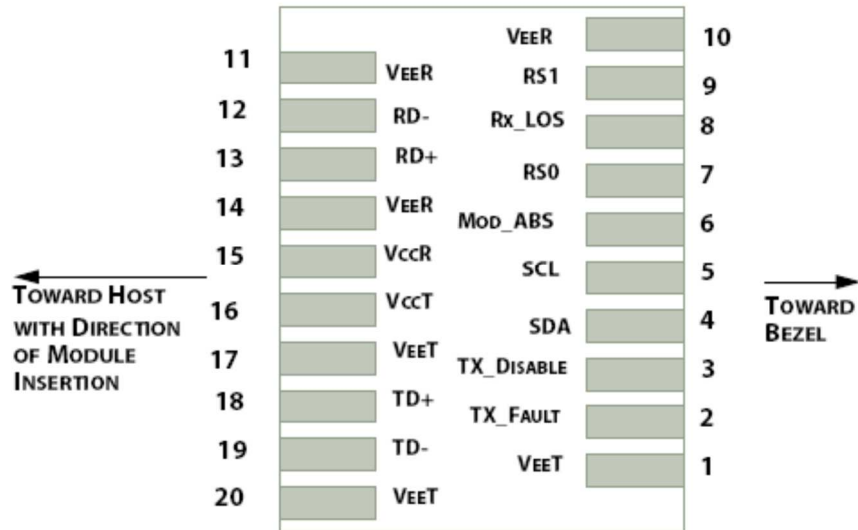 VEER 10
11 VEER RS1 9
12 RD- Rx_LOS 8
13 RD+ RS0 7
14 VEER MOD_ABS 6
15 VCCR SCL 5
TOWARD HOST
WITH DIRECTION
OF MODULE
INSERTION
TOWARD
BEZEL
16 VCCT SDA 4
17 VEET TX_DISABLE 3
18 TD+ TX_FAULT 2
19 TD- VEET 1
20 VEET